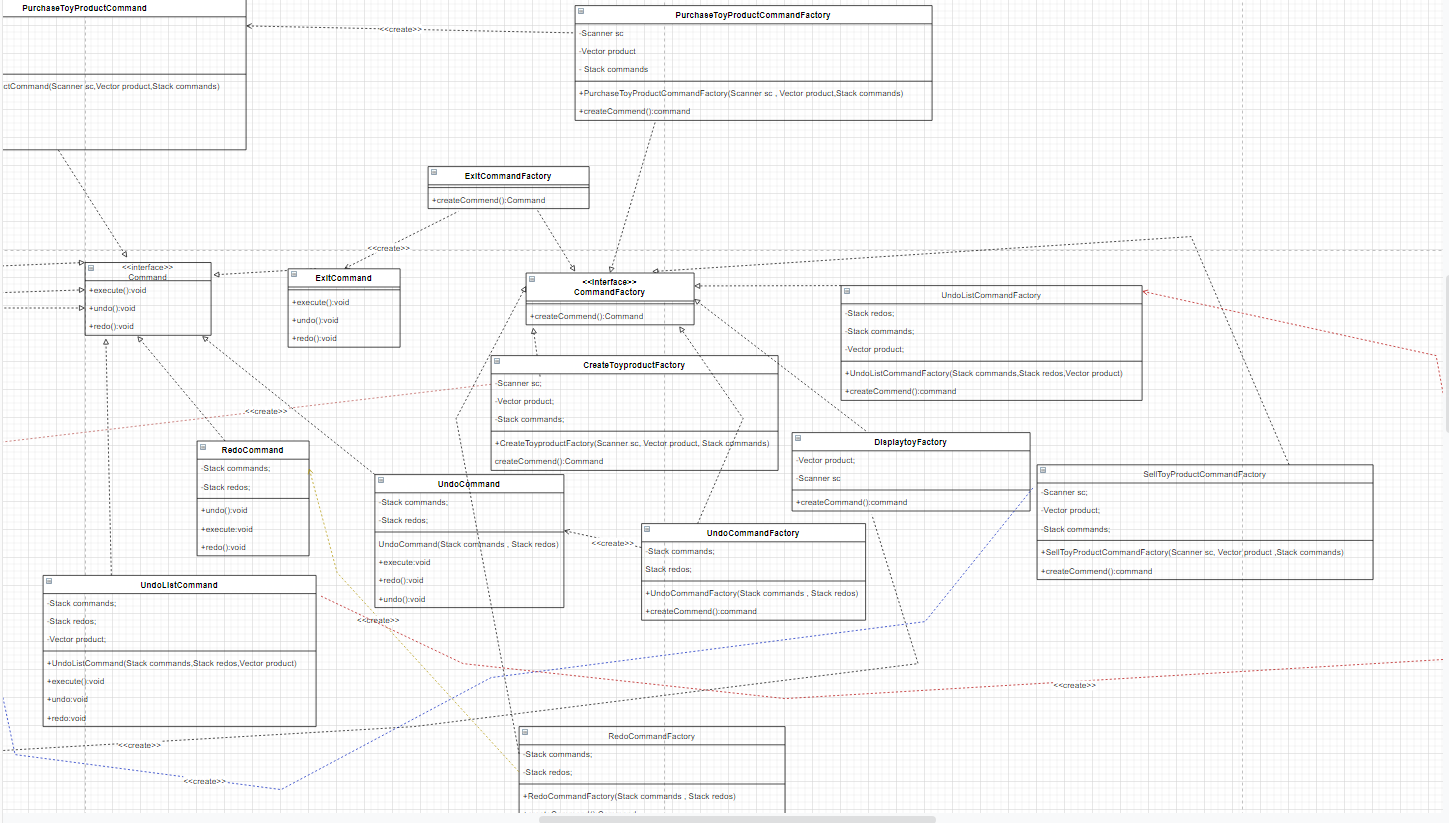 PurchaseToyProductCommand
ctCommand(Scanner sc,Vector product,Stack commands)
<<create>>
PurchaseToyProductCommandFactory
-Scanner sc
-Vector product
- Stack commands
+PurchaseToyProductCommandFactory(Scanner sc , Vector product,Stack commands)
+createCommend():command
ExitCommandFactory
+createCommend():Command
<<create>>
<<interface>>
Command
+execute():void
+undo():void
+redo():void
ExitCommand
+execute():void
+undo():void
+redo():void
<<Interface>>
CommandFactory
+createCommend():Command
UndoListCommandFactory
-Stack redos;
-Stack commands;
-Vector product;
+UndoListCommandFactory(Stack commands,Stack redos,Vector product)
+createCommend():command
CreateToyproductFactory
-Scanner sc;
-Vector product;
-Stack commands;
+CreateToyproductFactory(Scanner sc, Vector product, Stack commands)
createCommend():Command
<<create>>
DisplaytoyFactory
-Vector product;
-Scanner sc
+createCommend():command
SellToyProductCommandFactory
-Scanner sc;
-Vector product;
-Stack commands;
+SellToyProductCommandFactory(Scanner sc, Vector product ,Stack commands)
+createCommend():command
RedoCommand
-Stack commands;
-Stack redos;
+undo():void
+execute:void
+redo():void
UndoCommand
-Stack commands;
-Stack redos;
UndoCommand(Stack commands , Stack redos)
+execute:void
+redo():void
+undo():void
<<create>>
UndoCommandFactory
-Stack commands;
Stack redos;
+UndoCommandFactory(Stack commands , Stack redos)
+createCommend():command
UndoListCommand
-Stack commands;
-Stack redos;
-Vector product;
+UndoListCommand(Stack commands,Stack redos,Vector product)
+execute():void
+undo:void
+redo:void
<<create>>
<<create>>
<<create>>
<<create>>
RedoCommandFactory
-Stack commands;
-Stack redos;
+RedoCommandFactory(Stack commands , Stack redos)